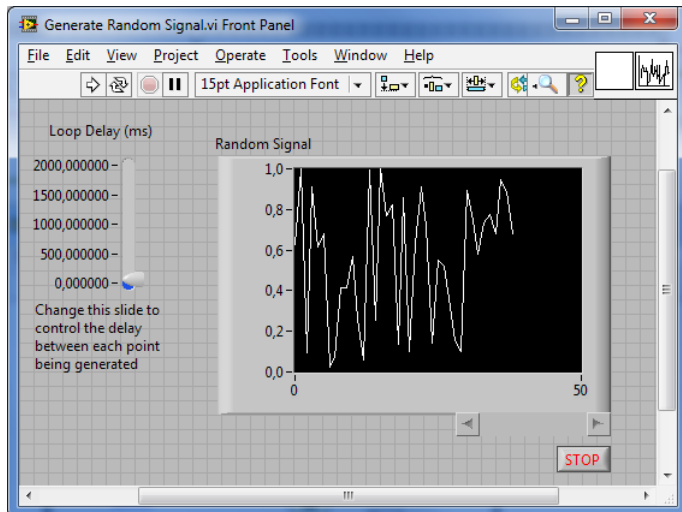 Generate Random Signal.vi Front Panel
File Edit View Project Operate Tools Window Help
15pt Application Font
?
Loop Delay (ms)
2000,000000
1500,000000
1000,000000
500,000000
0,000000
Change this slide to
control the delay
between each point
being generated
Random Signal
1,0
0,8
0,6
0,4
0,2
0,0
0 50
STOP